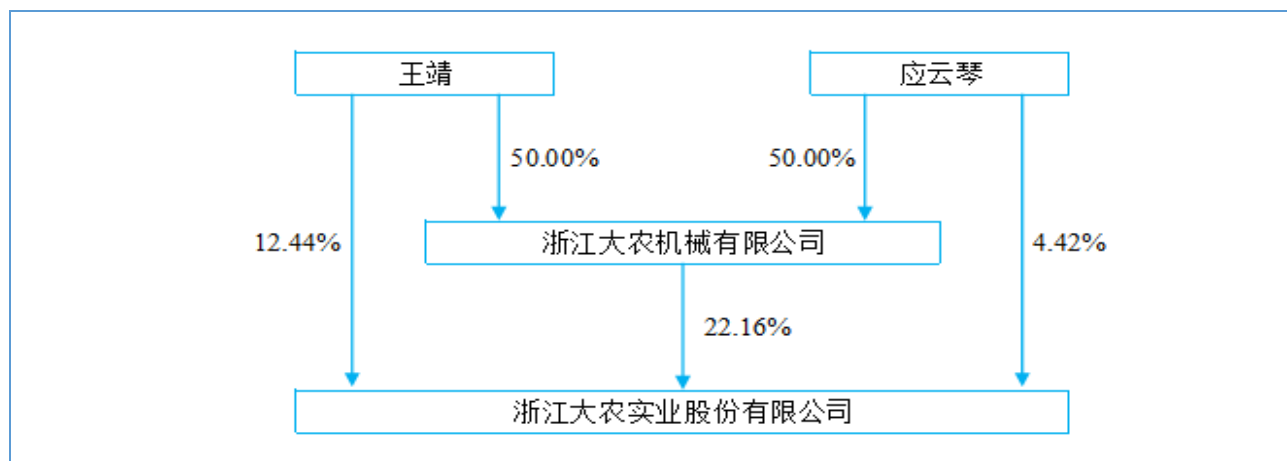 王靖
应云琴
50.00%
50.00%
12.44%
浙江大农机械有限公司
4.42%
22.16%
浙江大农实业股份有限公司